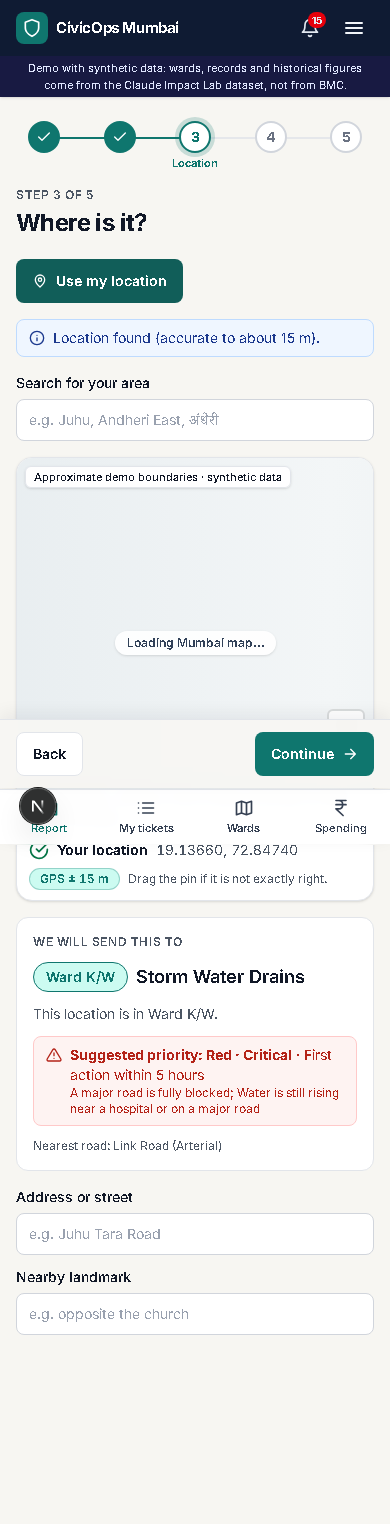 CivicOps Mumbai
15
Demo with synthetic data: wards, records and historical figures
come from the Claude Impact Lab dataset, not from BMC.
3
4
5
Location
STEP 3 OF 5
Where is it?
Use my location
Location found (accurate to about 15 m).
Search for your area
e.g. Juhu, Andheri East, अंधेरी
Approximate demo boundaries · synthetic data
Loading Mumbai map…
Back
Continue
N
Report
My tickets
Wards
Spending
Your location 19.13660, 72.84740
GPS ± 15 m
Drag the pin if it is not exactly right.
WE WILL SEND THIS TO
Ward K/W
Storm Water Drains
This location is in Ward K/W.
Suggested priority: Red · Critical · First
action within 5 hours
A major road is fully blocked; Water is still rising
near a hospital or on a major road
Nearest road: Link Road (Arterial)
Address or street
e.g. Juhu Tara Road
Nearby landmark
e.g. opposite the church